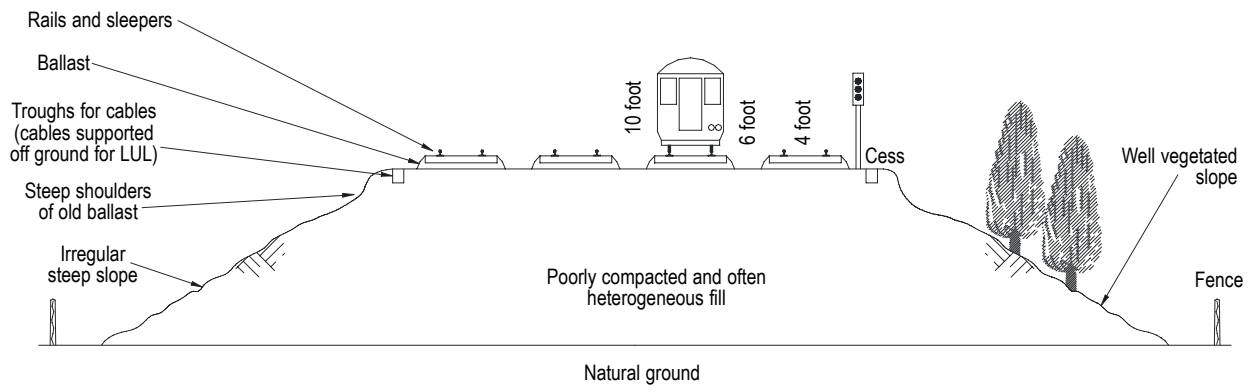 Rails and sleepers
Ballast
Troughs for cables
(cables supported
off ground for LUL)
Steep shoulders
of old ballast
Irregular
steep slope
10 foot
6 foot
4 foot
Cess
Well vegetated
slope
Poorly compacted and often
heterogeneous fill
Fence
Natural ground